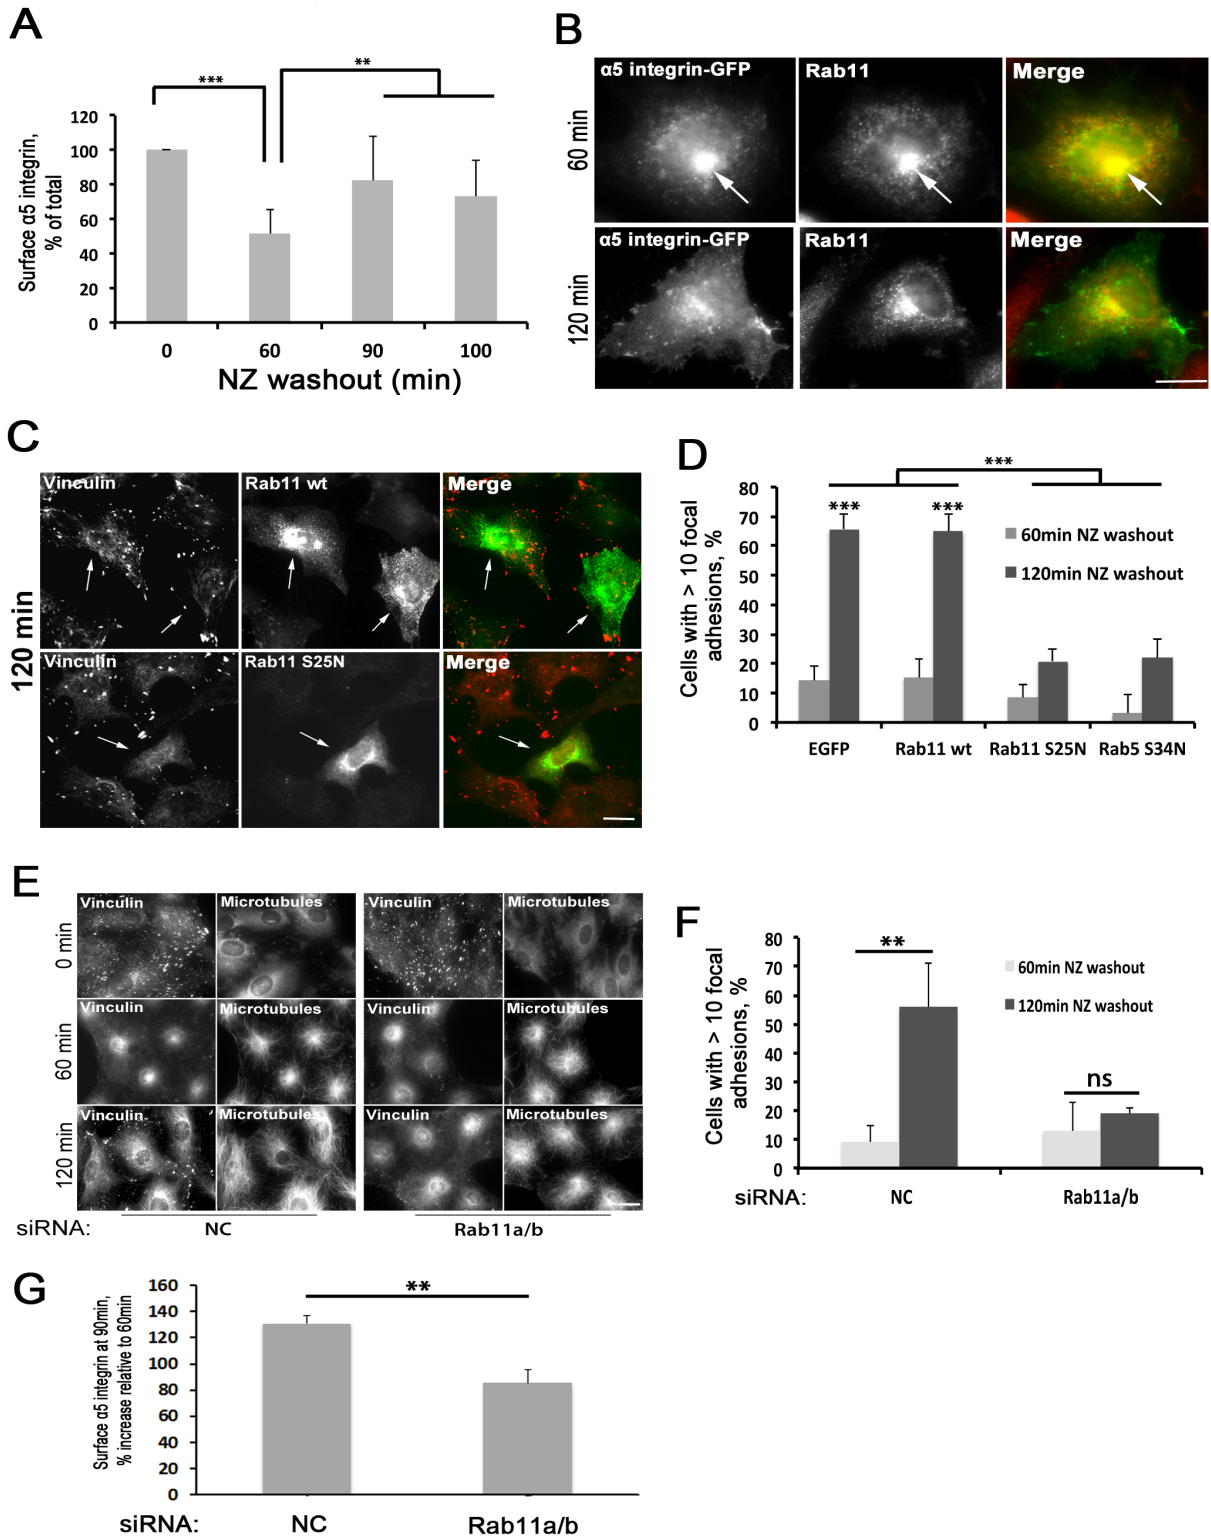 A
***
**
Surface α5 integrin,
% of total
120
100
80
60
40
20
0
0 60 90 100
NZ washout (min)
B
α5 integrin-GFP Rab11 Merge
60 min
α5 integrin-GFP Rab11 Merge
120 min
C
120 min
Vinculin Rab11 wt Merge
Vinculin Rab11 S25N Merge
D
***
*** ***
Cells with > 10 focal
adhesions, %
80
70
60
50
40
30
20
10
0
60min NZ washout
120min NZ washout
EGFP Rab11 wt Rab11 S25N Rab5 S34N
E
0 min
Vinculin Microtubules Vinculin Microtubules
60 min
Vinculin Microtubules Vinculin Microtubules
120 min
Vinculin Microtubules Vinculin Microtubules
siRNA: NC Rab11a/b
F
Cells with > 10 focal
adhesions, %
80
70
60
50
40
30
20
10
0
**
ns
60min NZ washout
120min NZ washout
siRNA: NC Rab11a/b
G
Surface α5 integrin at 90min,
% increase relative to 60min
160
140
120
100
80
60
40
20
0
**
siRNA: NC Rab11a/b